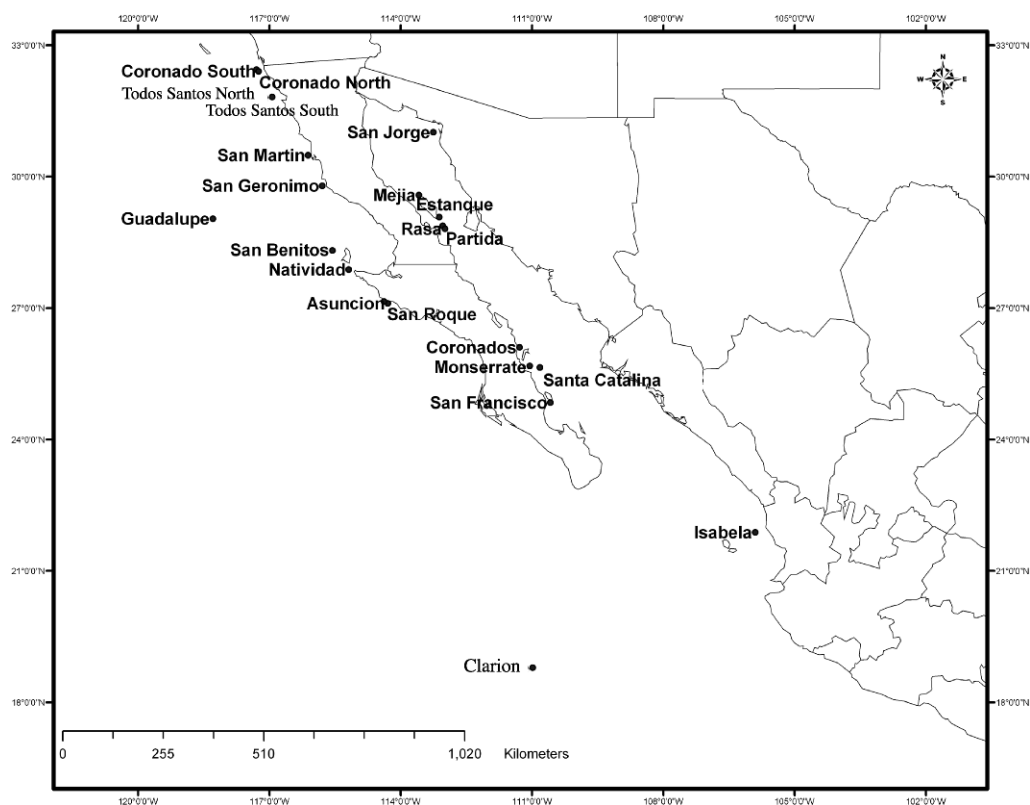 120°0'0"W 117°0'0"W 114°0'0"W 111°0'0"W 108°0'0"W 105°0'0"W 102°0'0"W
33°0'0"N 33°0'0"N
N
W E
S
Coronado South
Coronado North
Todos Santos North
Todos Santos South
San Jorge
San Martin
30°0'0"N 30°0'0"N
San Geronimo
Mejia
Estanque
Guadalupe
Rasa
Partida
San Benitos
Natividad
27°0'0"N 27°0'0"N
Asuncion
San Roque
Coronados
Monserrate
Santa Catalina
San Francisco
24°0'0"N 24°0'0"N
Isabela
21°0'0"N 21°0'0"N
Clarion
18°0'0"N 18°0'0"N
0 255 510 1,020 Kilometers
120°0'0"W 117°0'0"W 114°0'0"W 111°0'0"W 108°0'0"W 105°0'0"W 102°0'0"W